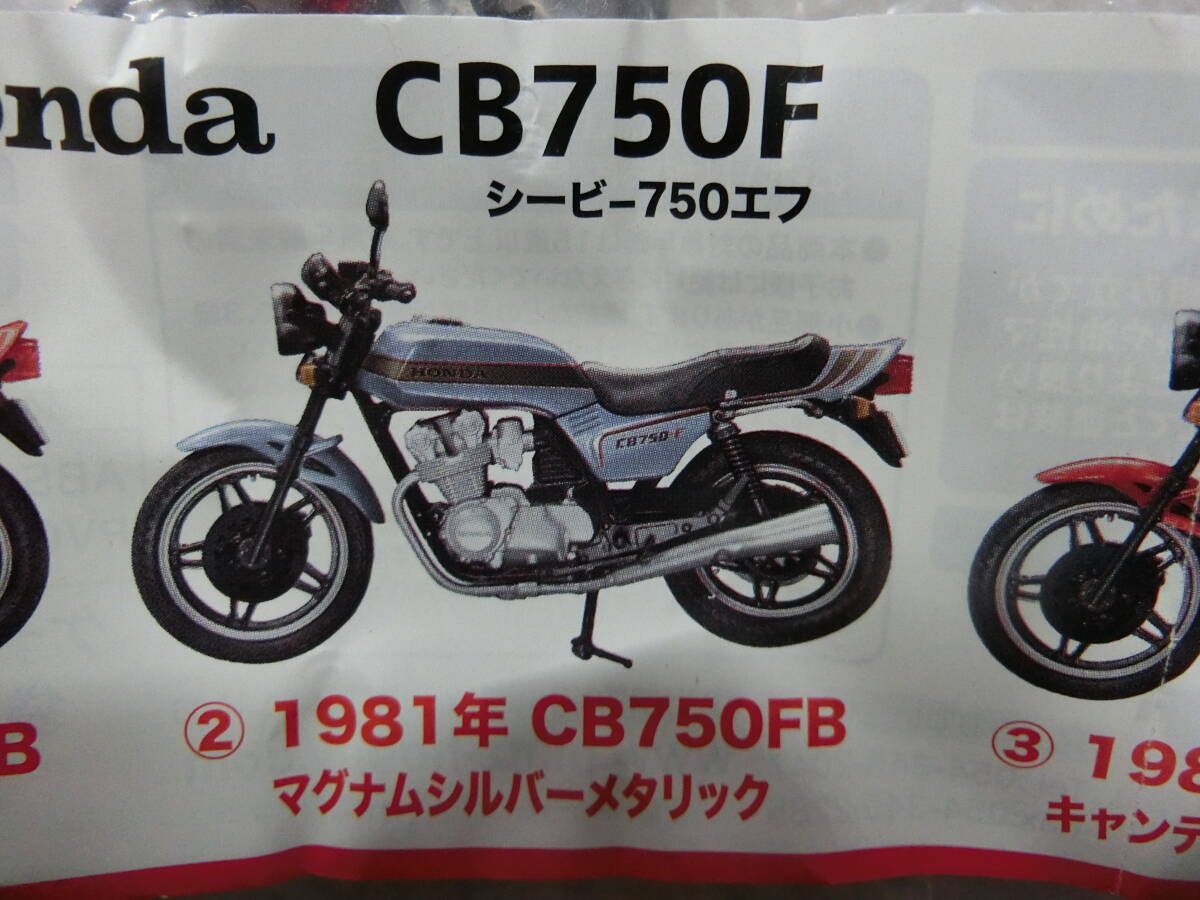 onda CB750F
シービー750エフ
HONDA
CB750F
B
② 1981年 CB750FB
マグナムシルバーメタリック
③ 198
キャンデ